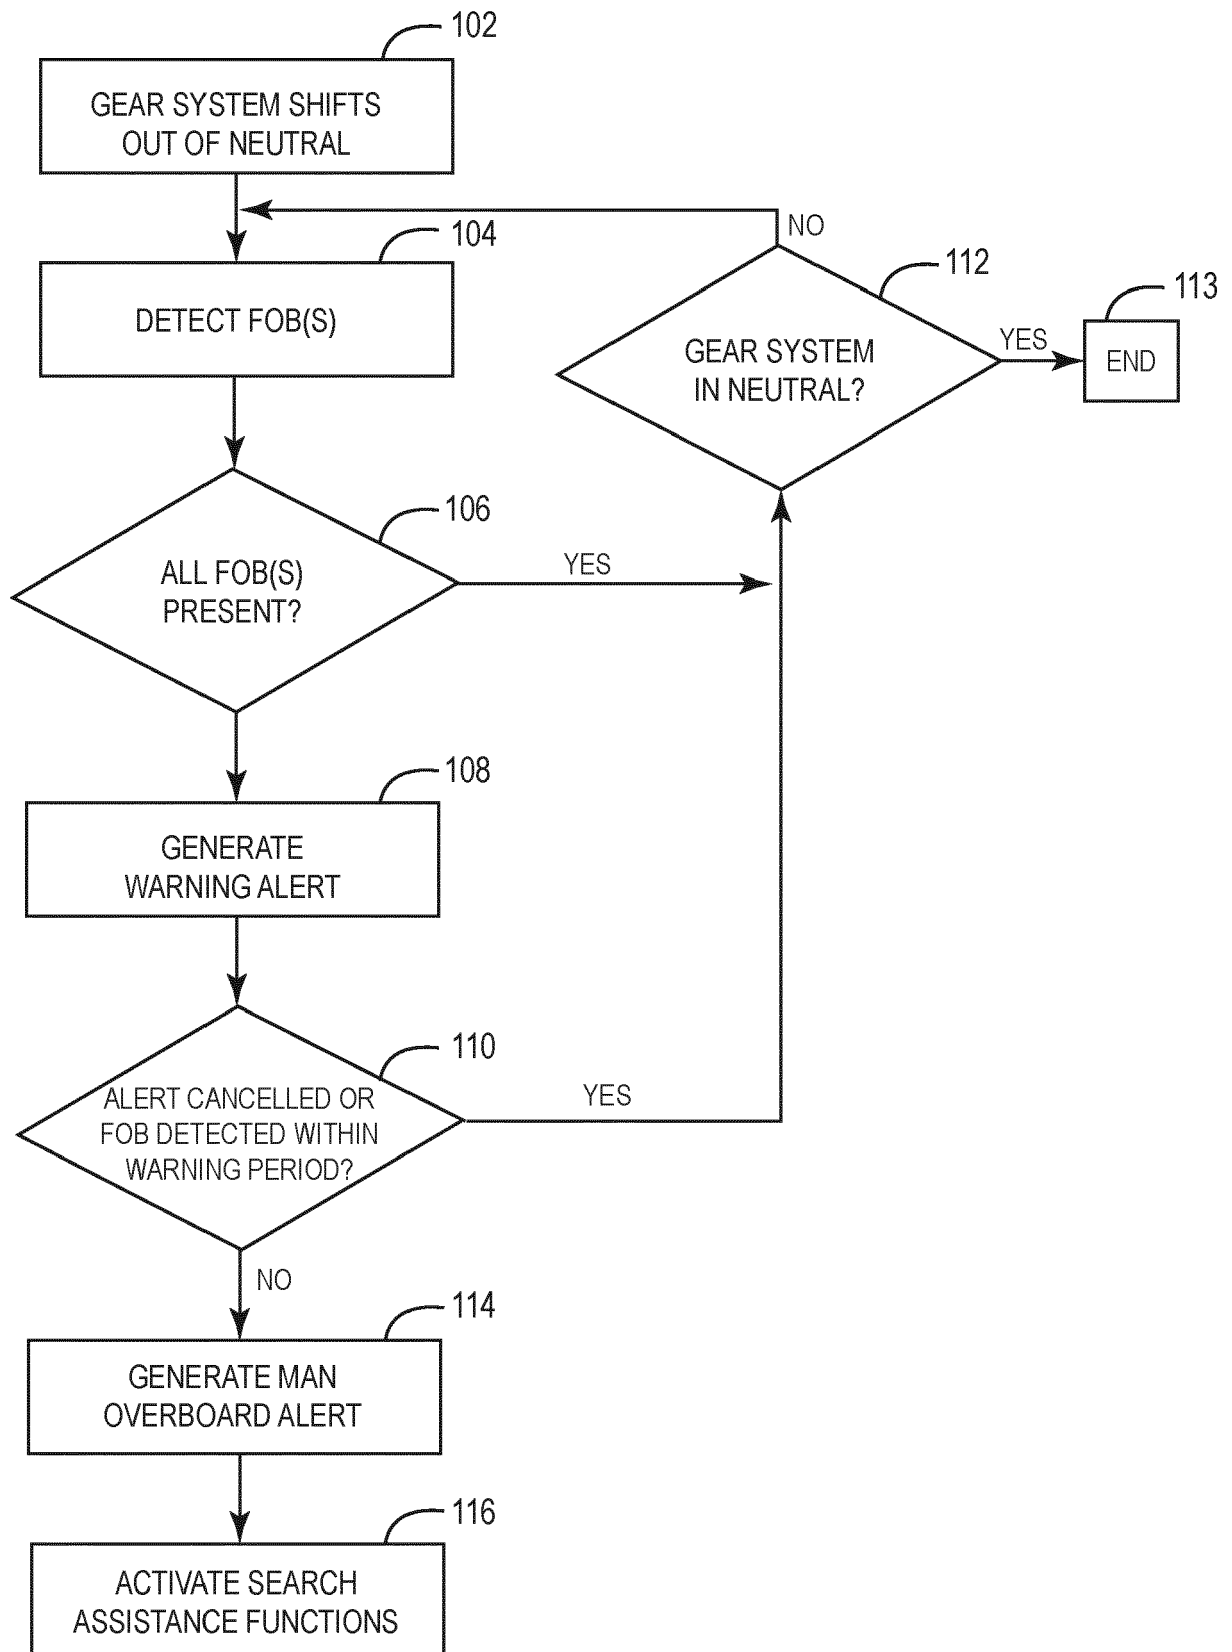 102
GEAR SYSTEM SHIFTS
OUT OF NEUTRAL
NO
104
112
113
DETECT FOB(S)
GEAR SYSTEM
IN NEUTRAL?
YES
END
106
ALL FOB(S)
PRESENT?
YES
108
GENERATE
WARNING ALERT
110
ALERT CANCELLED OR
FOB DETECTED WITHIN
WARNING PERIOD?
YES
NO
114
GENERATE MAN
OVERBOARD ALERT
116
ACTIVATE SEARCH
ASSISTANCE FUNCTIONS